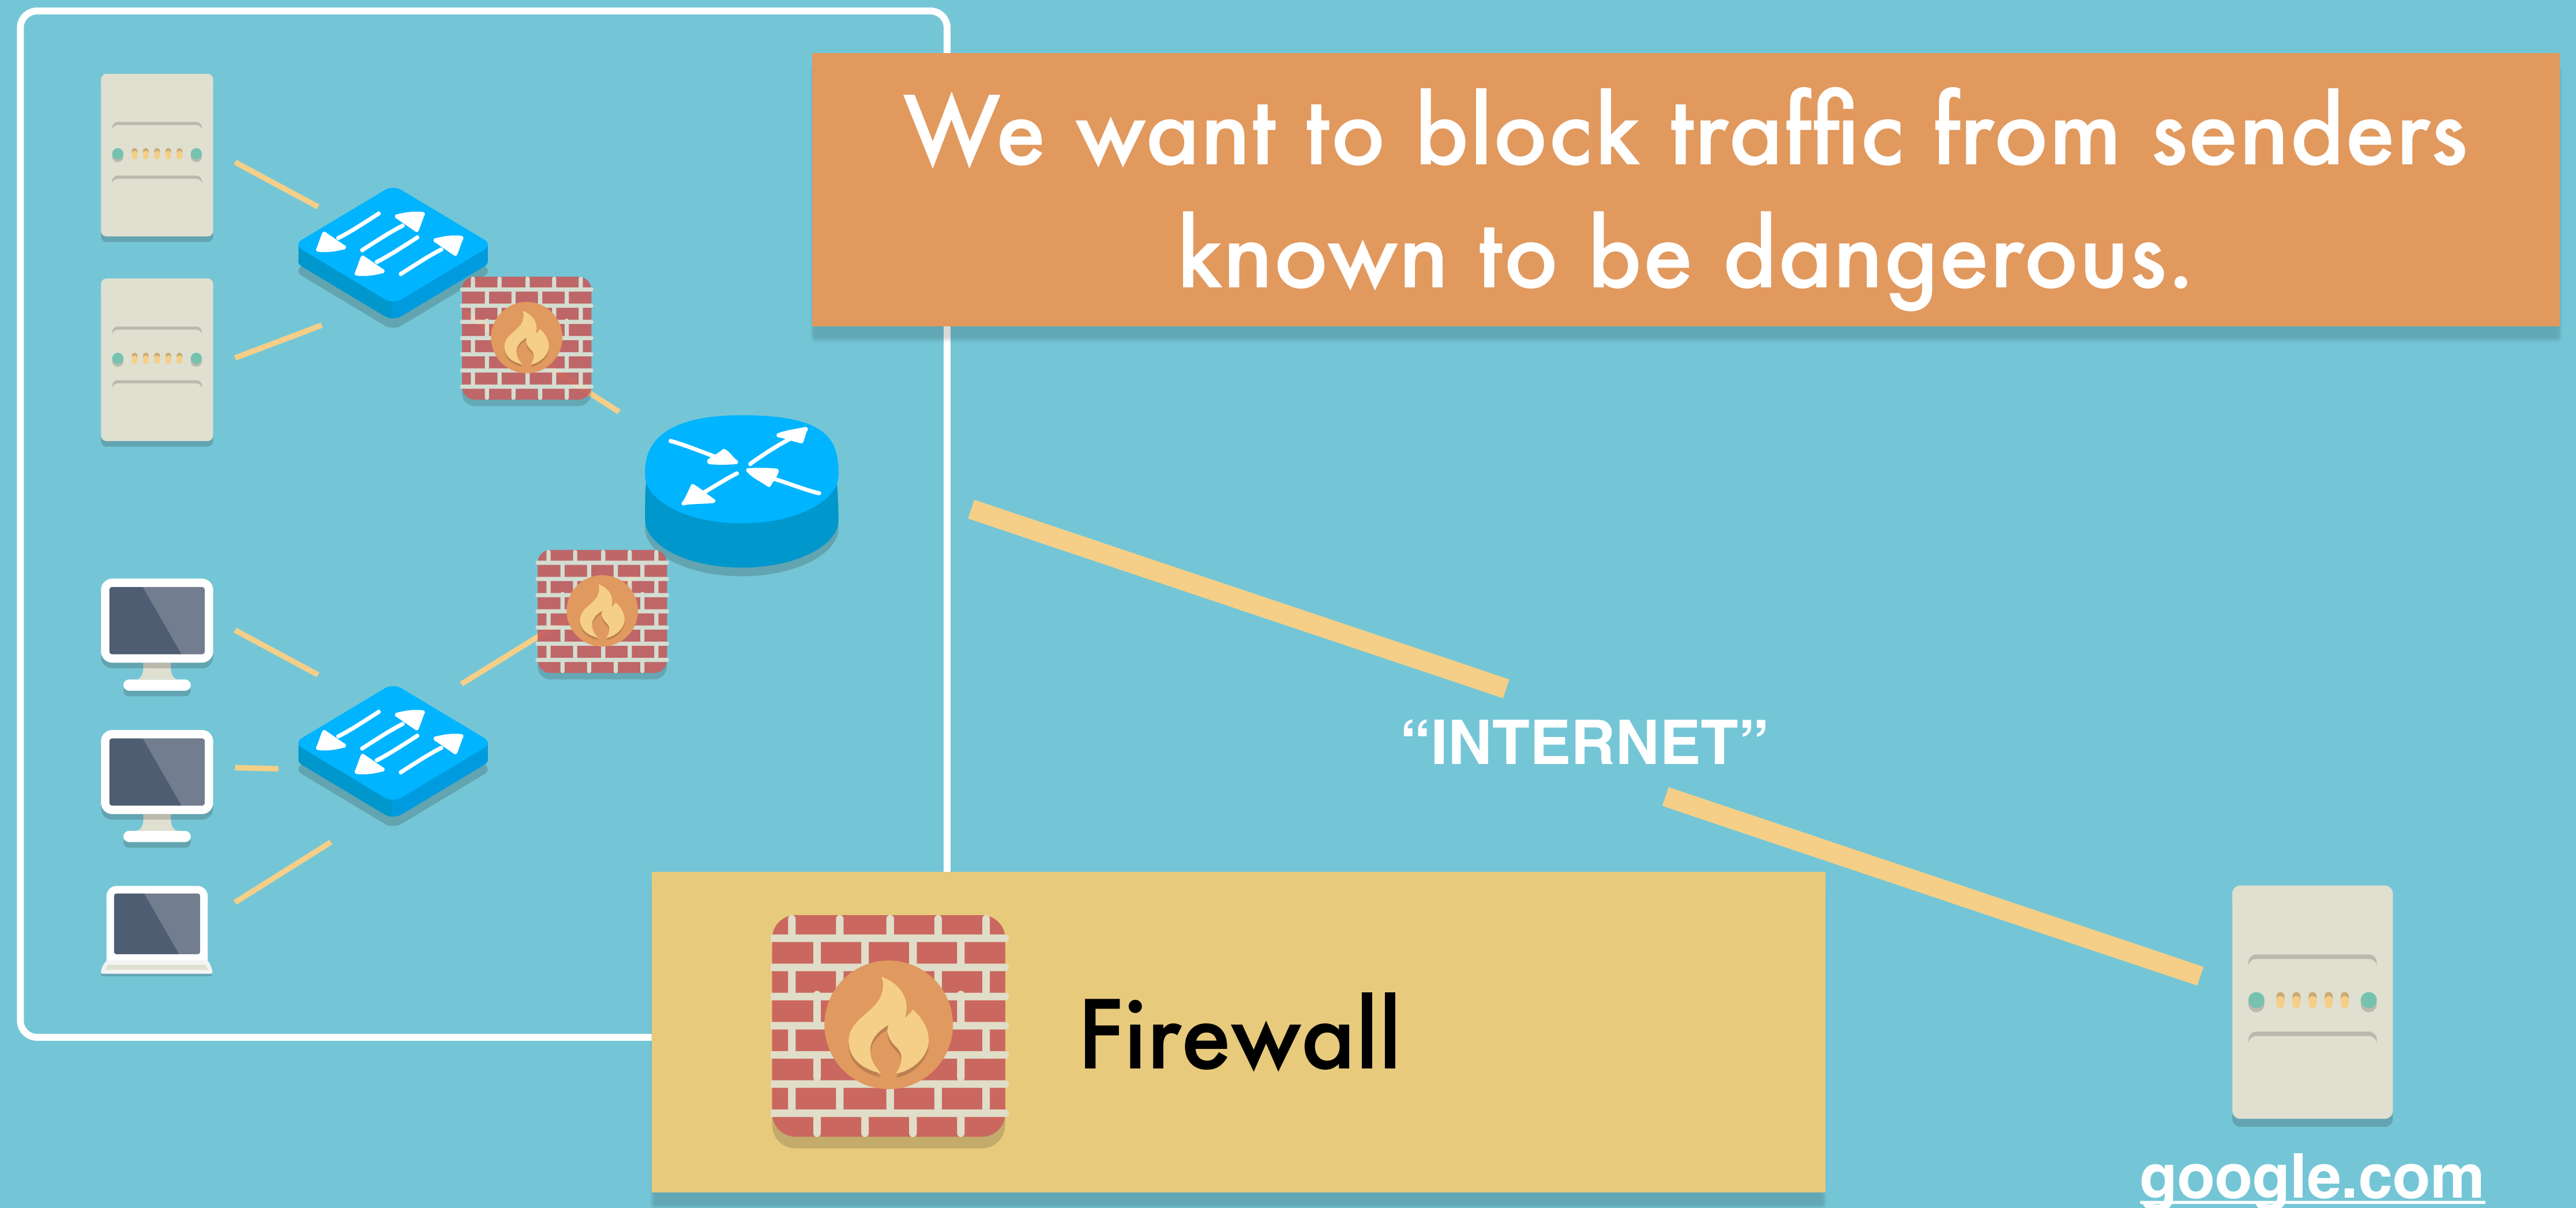 We want to block traffic from senders
known to be dangerous.
“INTERNET”
Firewall
google.com